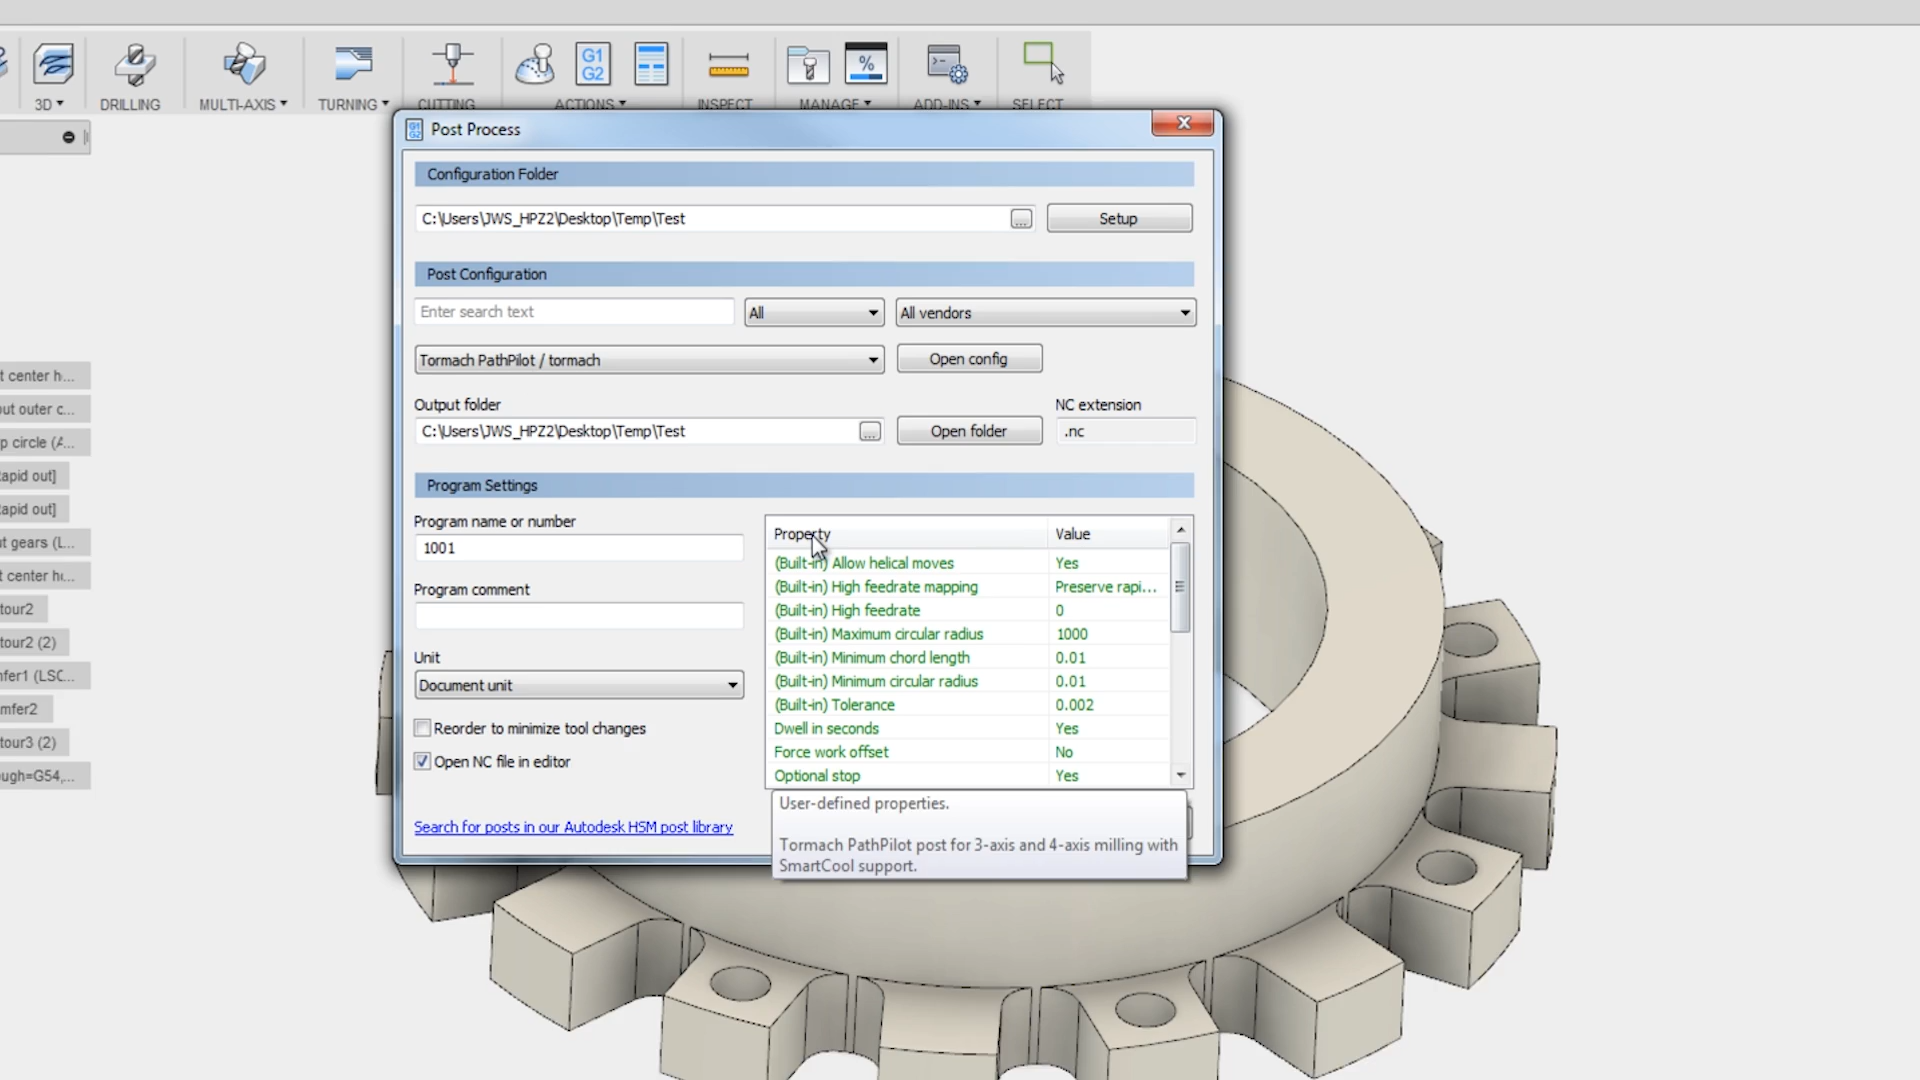 3D DRILLING MULTI-AXIS TURNING CUTTING ACTIONS INSPECT MANAGE ADD-INS SELECT
G1
G2
%
Post Process
Configuration Folder
C:\Users\JWS_HPZ2\Desktop\Temp\Test ... Setup
Post Configuration
Enter search text All All vendors
Tormach PathPilot / tormach Open config
Output folder NC extension
C:\Users\JWS_HPZ2\Desktop\Temp\Test ... Open folder .nc
Program Settings
Program name or number
1001
Program comment
Unit
Document unit
Reorder to minimize tool changes
Open NC file in editor
Search for posts in our Autodesk HSM post library
Property Value
(Built-in) Allow helical moves Yes
(Built-in) High feedrate mapping Preserve rapi...
(Built-in) High feedrate 0
(Built-in) Maximum circular radius 1000
(Built-in) Minimum chord length 0.01
(Built-in) Minimum circular radius 0.01
(Built-in) Tolerance 0.002
Dwell in seconds Yes
Force work offset No
Optional stop Yes
User-defined properties.
Tormach PathPilot post for 3-axis and 4-axis milling with
SmartCool support.
t center h...
out outer c...
p circle (A...
apid out]
apid out]
ut gears (L...
t center h...
tour2
tour2 (2)
nfer1 (LSC...
mfer2
tour3 (2)
ough=G54,...